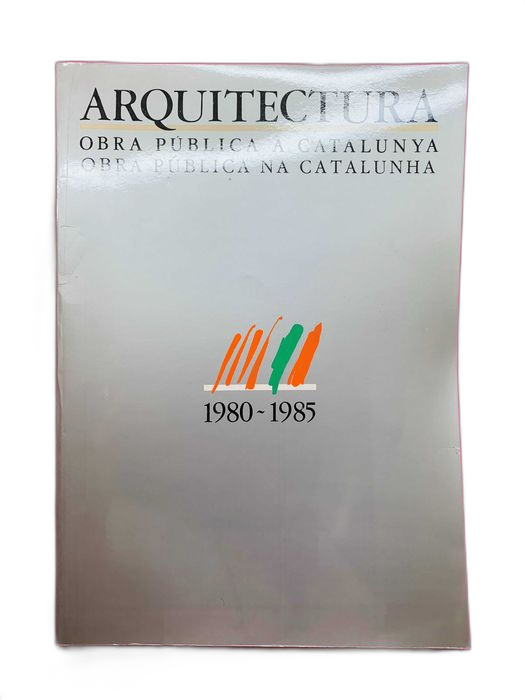 ARQUITECTURA
OBRA PÚBLICA A CATALUNYA
OBRA PÚBLICA NA CATALUNHA
1980~1985